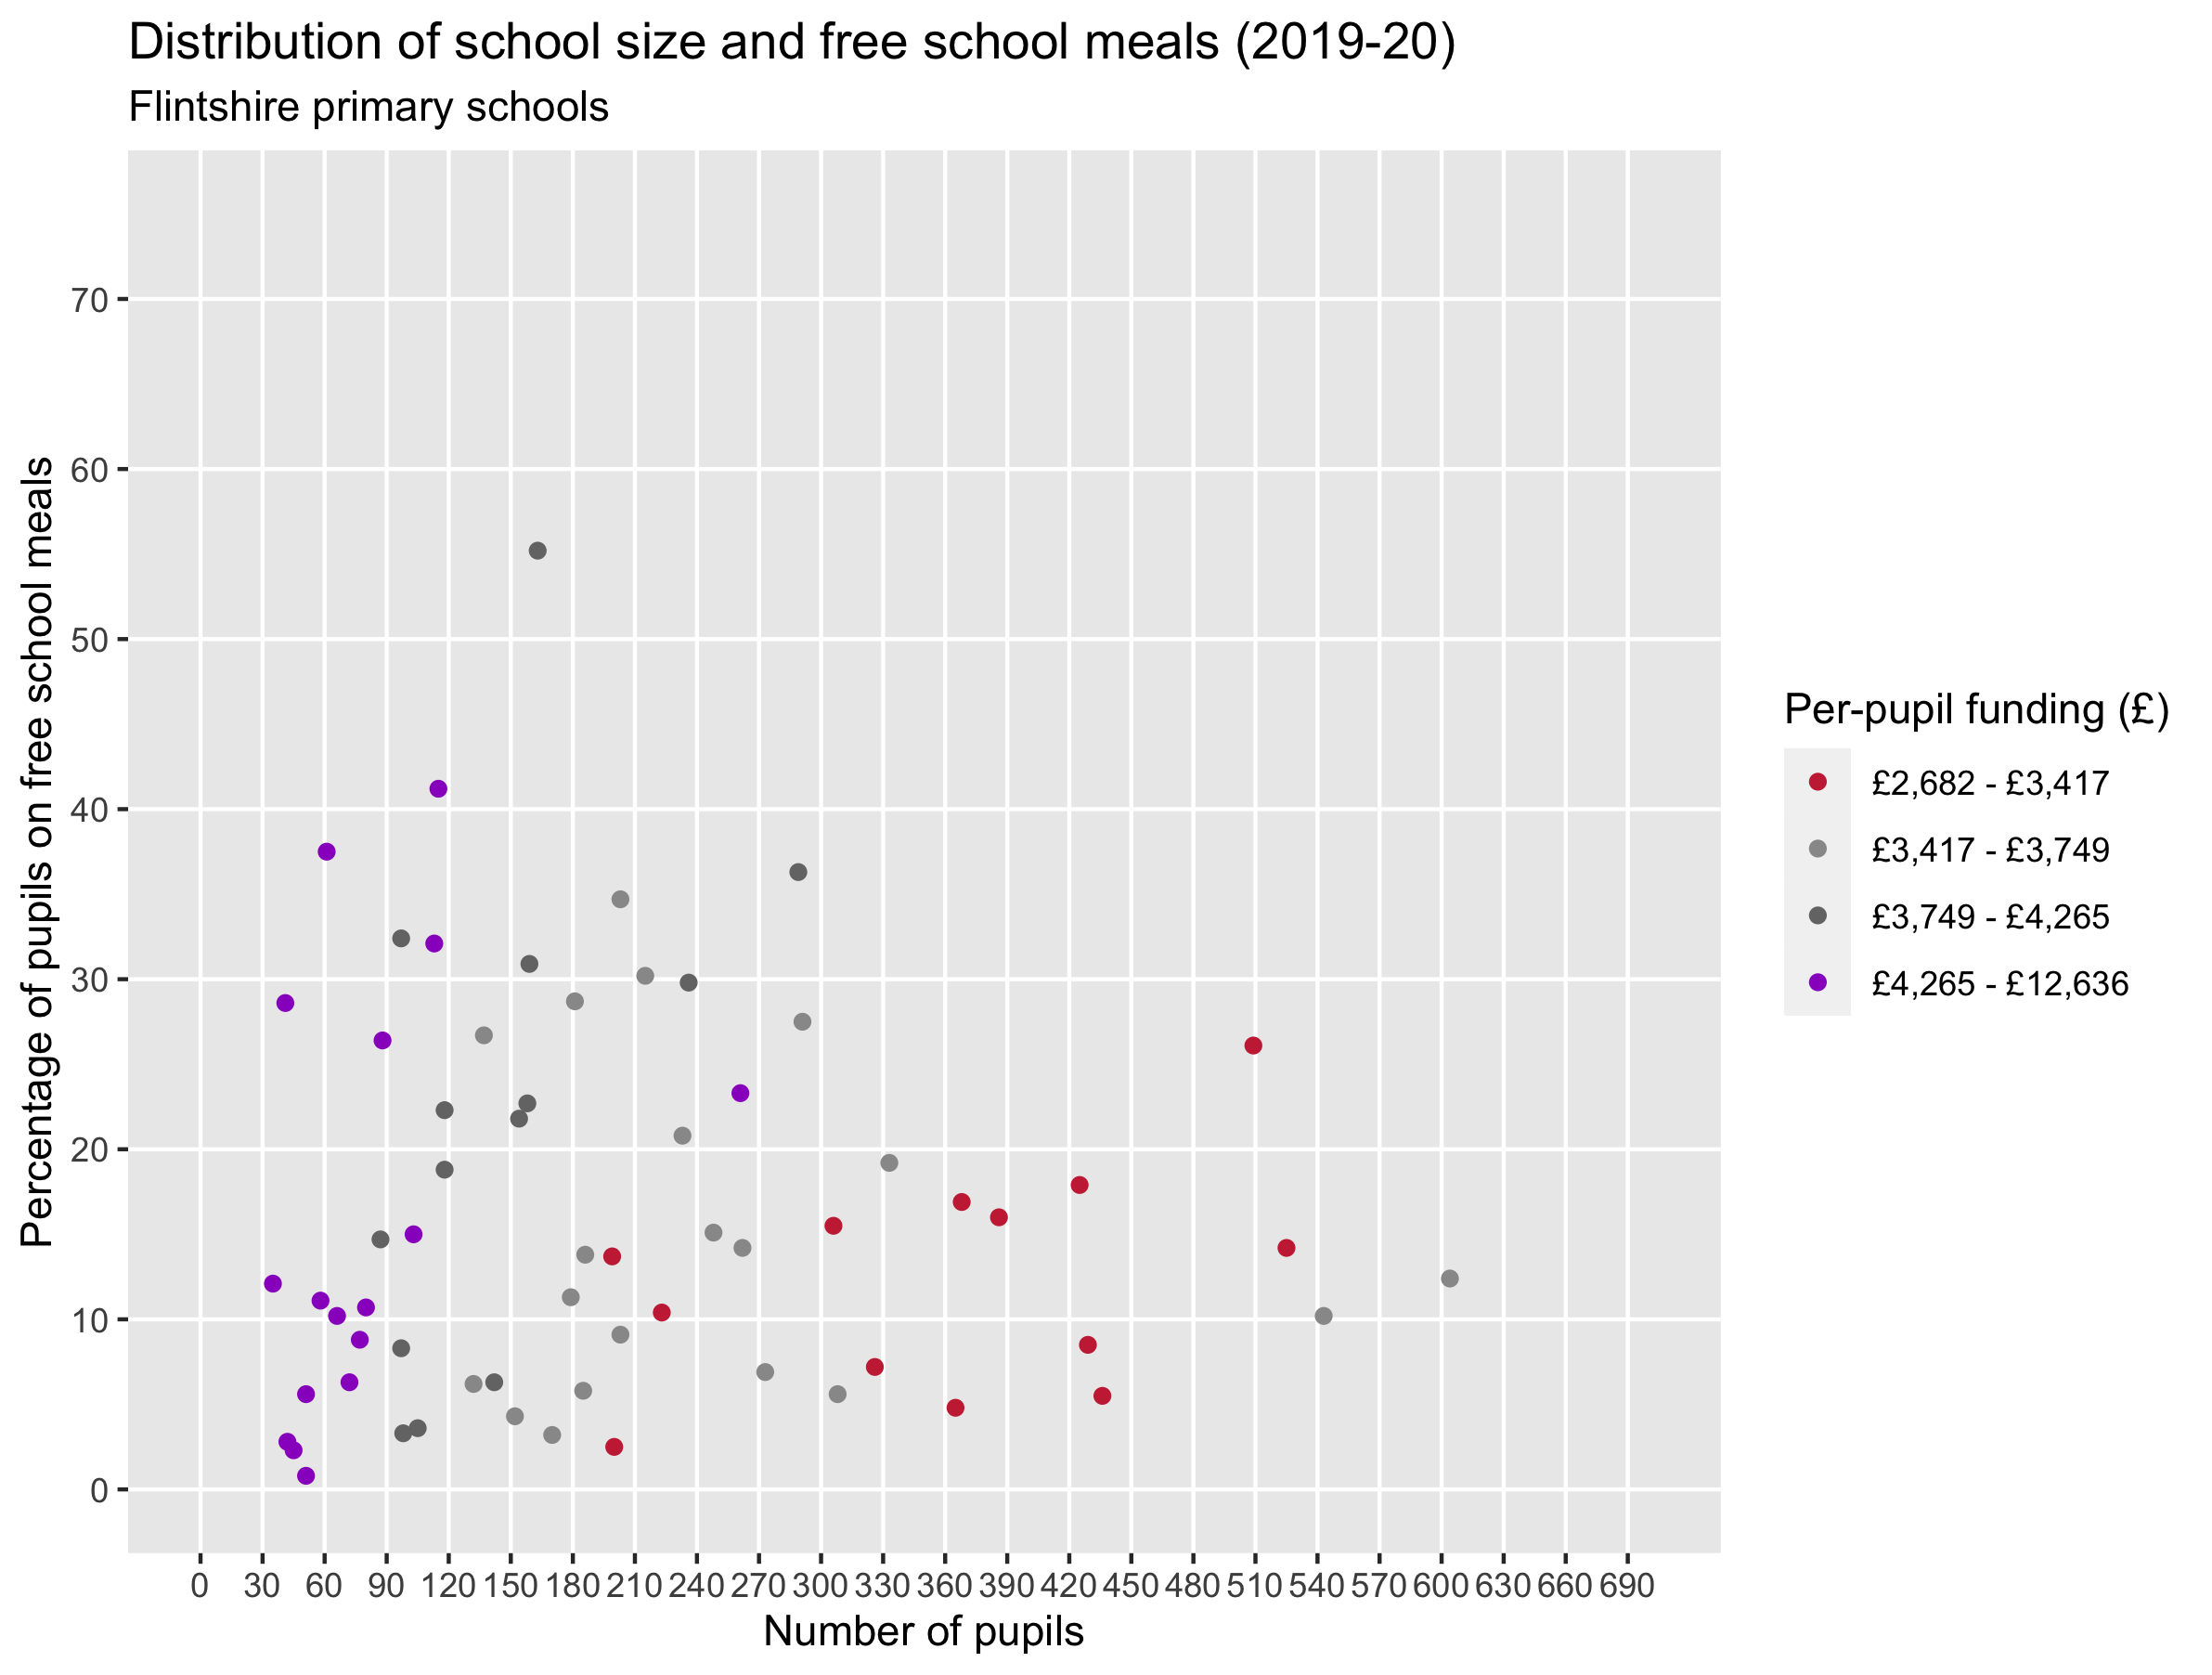 Distribution of school size and free school meals (2019-20)
Flintshire primary schools
Percentage of pupils on free school meals
70
60
50
40
30
20
10
0
0 30 60 90 120 150 180 210 240 270 300 330 360 390 420 450 480 510 540 570 600 630 660 690
Number of pupils
Per-pupil funding (£)
£2,682 - £3,417
£3,417 - £3,749
£3,749 - £4,265
£4,265 - £12,636